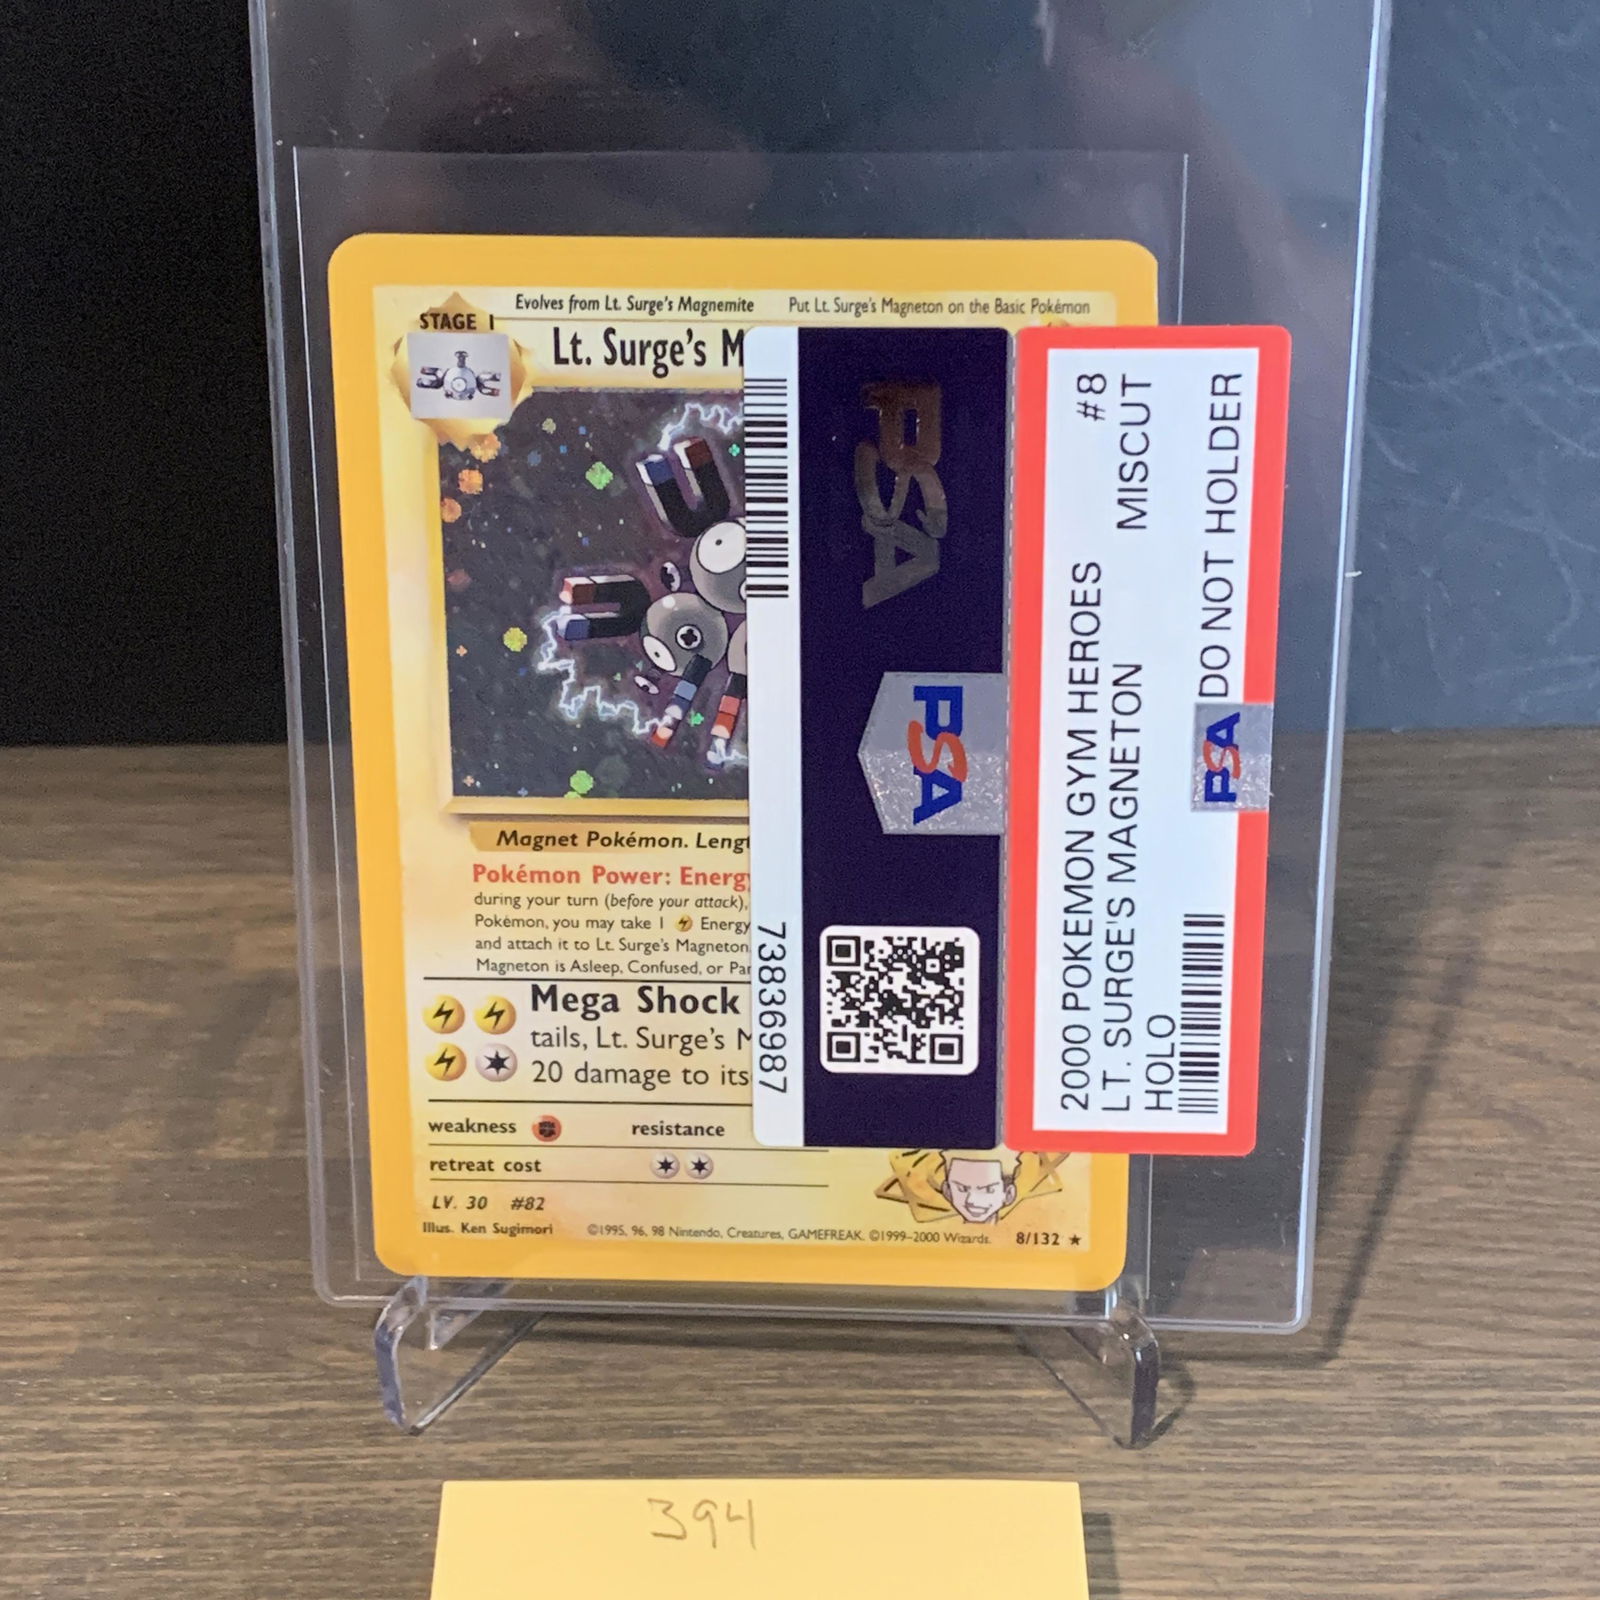 Evolves from Lt. Surge's Magnemite Put Lt. Surge's Magneton on the Basic Pokémon
STAGE 1
Lt. Surge's M
Magnet Pokémon. Lengt
Pokémon Power: Energy
during your turn (before your attack),
Pokémon, you may take 1 Energy
and attach it to Lt. Surge's Magneton.
Magneton is Asleep, Confused, or Par
Mega Shock
tails, Lt. Surge's M
20 damage to its
weakness resistance
retreat cost
LV. 30 #82
Illus. Ken Sugimori ©1995, 96, 98 Nintendo, Creatures, GAMEFREAK. ©1999-2000 Wizards. 8/132 ★
73836987
PSA
PSA
2000 POKEMON GYM HEROES #8
LT. SURGE'S MAGNETON MISCUT
HOLO
PSA DO NOT HOLDER
394